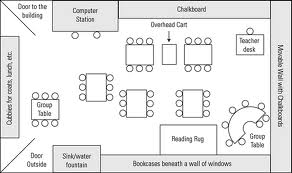 Door to the
building
Computer
Station
Chalkboard
Overhead Cart
Teacher
desk
Movable Wall with Chalkboards
Cubbies for coats, lunch, etc.
Group
Table
Group
Table
Reading Rug
Door
Outside
Sink/water
fountain
Bookcases beneath a wall of windows